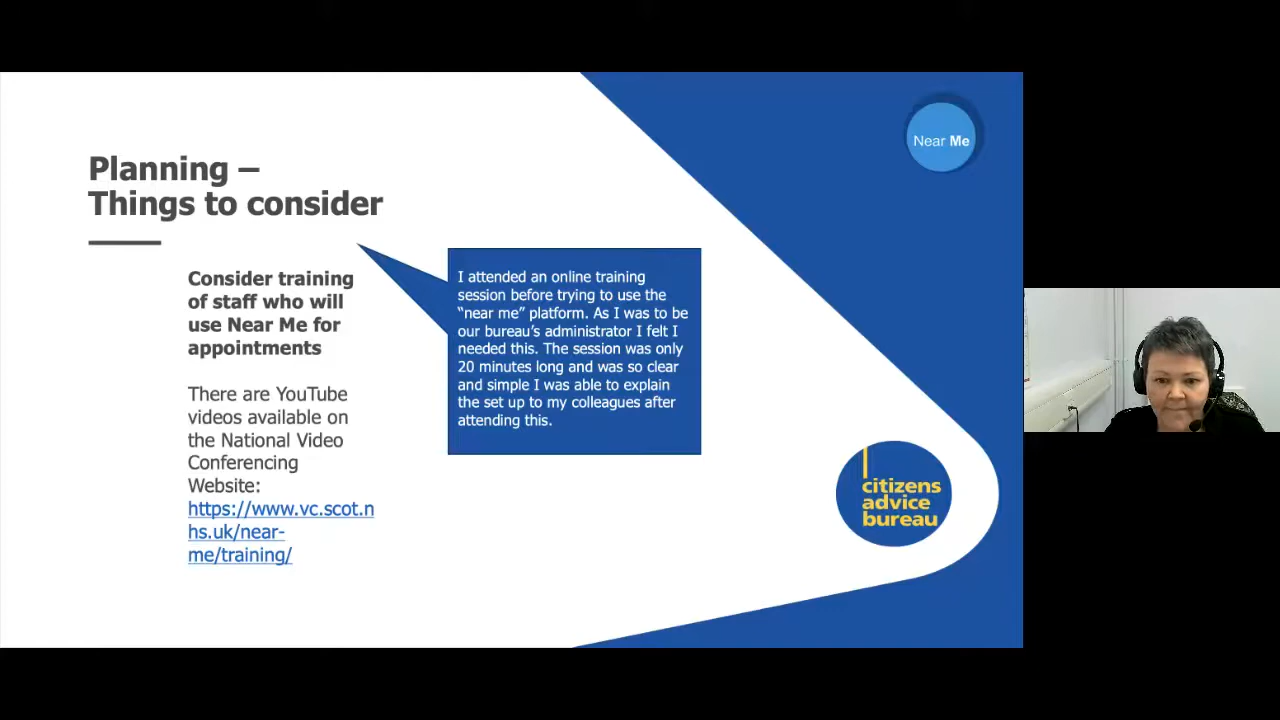 Near Me
Planning –
Things to consider
Consider training
of staff who will
use Near Me for
appointments
There are YouTube
videos available on
the National Video
Conferencing
Website:
https://www.vc.scot.n
hs.uk/near-
me/training/
I attended an online training
session before trying to use the
“near me” platform. As I was to be
our bureau’s administrator I felt I
needed this. The session was only
20 minutes long and was so clear
and simple I was able to explain
the set up to my colleagues after
attending this.
citizens
advice
bureau